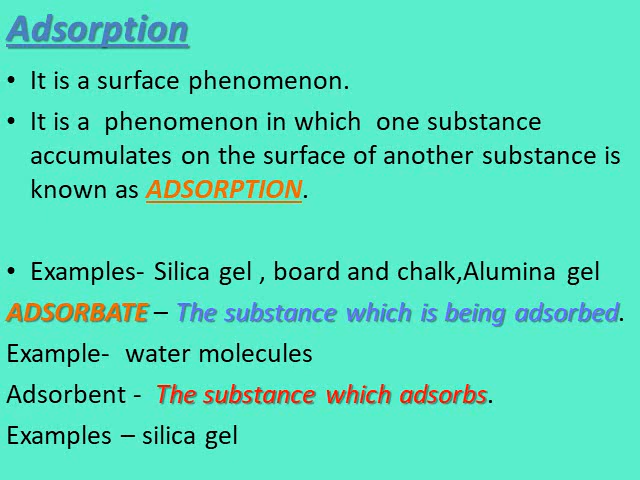 Adsorption
• It is a surface phenomenon.
• It is a phenomenon in which one substance
accumulates on the surface of another substance is
known as ADSORPTION.
• Examples- Silica gel , board and chalk,Alumina gel
ADSORBATE – The substance which is being adsorbed.
Example- water molecules
Adsorbent - The substance which adsorbs.
Examples – silica gel